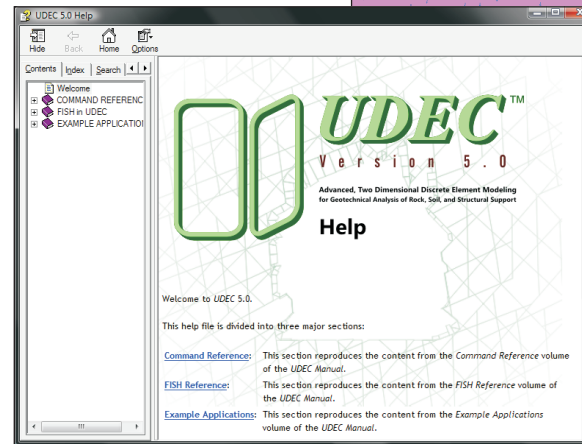 UDEC 5.0 Help
Hide Back Home Options
Contents Index Search
Welcome
COMMAND REFERENC
FISH in UDEC
EXAMPLE APPLICATIOI
UDEC™
Version 5.0
Advanced, Two Dimensional Discrete Element Modeling
for Geotechnical Analysis of Rock, Soil, and Structural Support
Help
Welcome to UDEC 5.0.
This help file is divided into three major sections:
Command Reference: This section reproduces the content from the Command Reference volume
of the UDEC Manual.
FISH Reference: This section reproduces the content from the FISH Reference volume of
the UDEC Manual.
Example Applications: This section reproduces the content from the Example Applications
volume of the UDEC Manual.